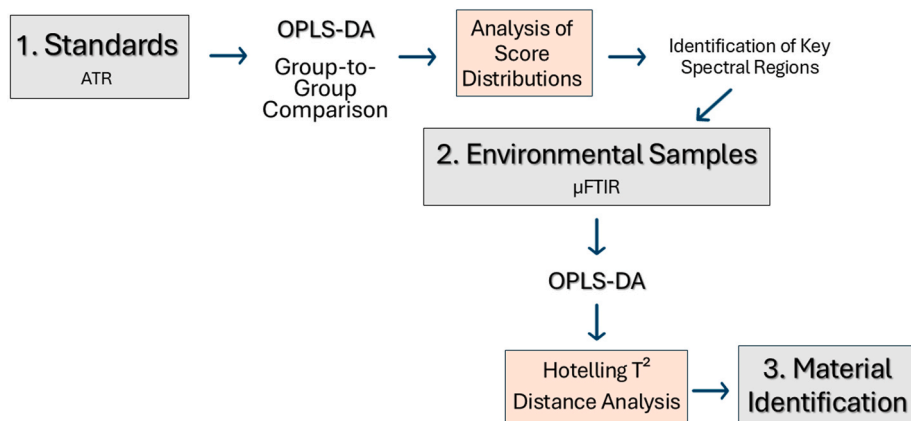 1. Standards
ATR
OPLS-DA
Group-to-
Group
Comparison
Analysis of
Score
Distributions
Identification of Key
Spectral Regions
2. Environmental Samples
µFTIR
OPLS-DA
Hotelling T²
Distance Analysis
3. Material
Identification